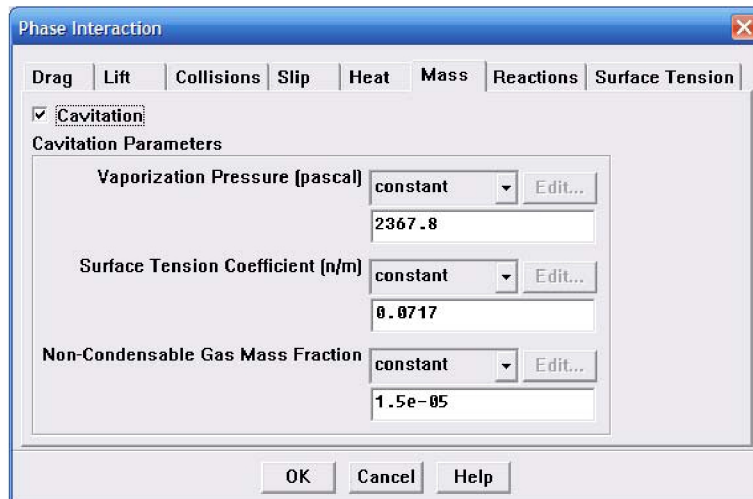 Phase Interaction
Drag Lift Collisions Slip Heat Mass Reactions Surface Tension
Cavitation
Cavitation Parameters
Vaporization Pressure (pascal) constant Edit...
2367.8
Surface Tension Coefficient (n/m) constant Edit...
0.0717
Non-Condensable Gas Mass Fraction constant Edit...
1.5e-05
OK Cancel Help